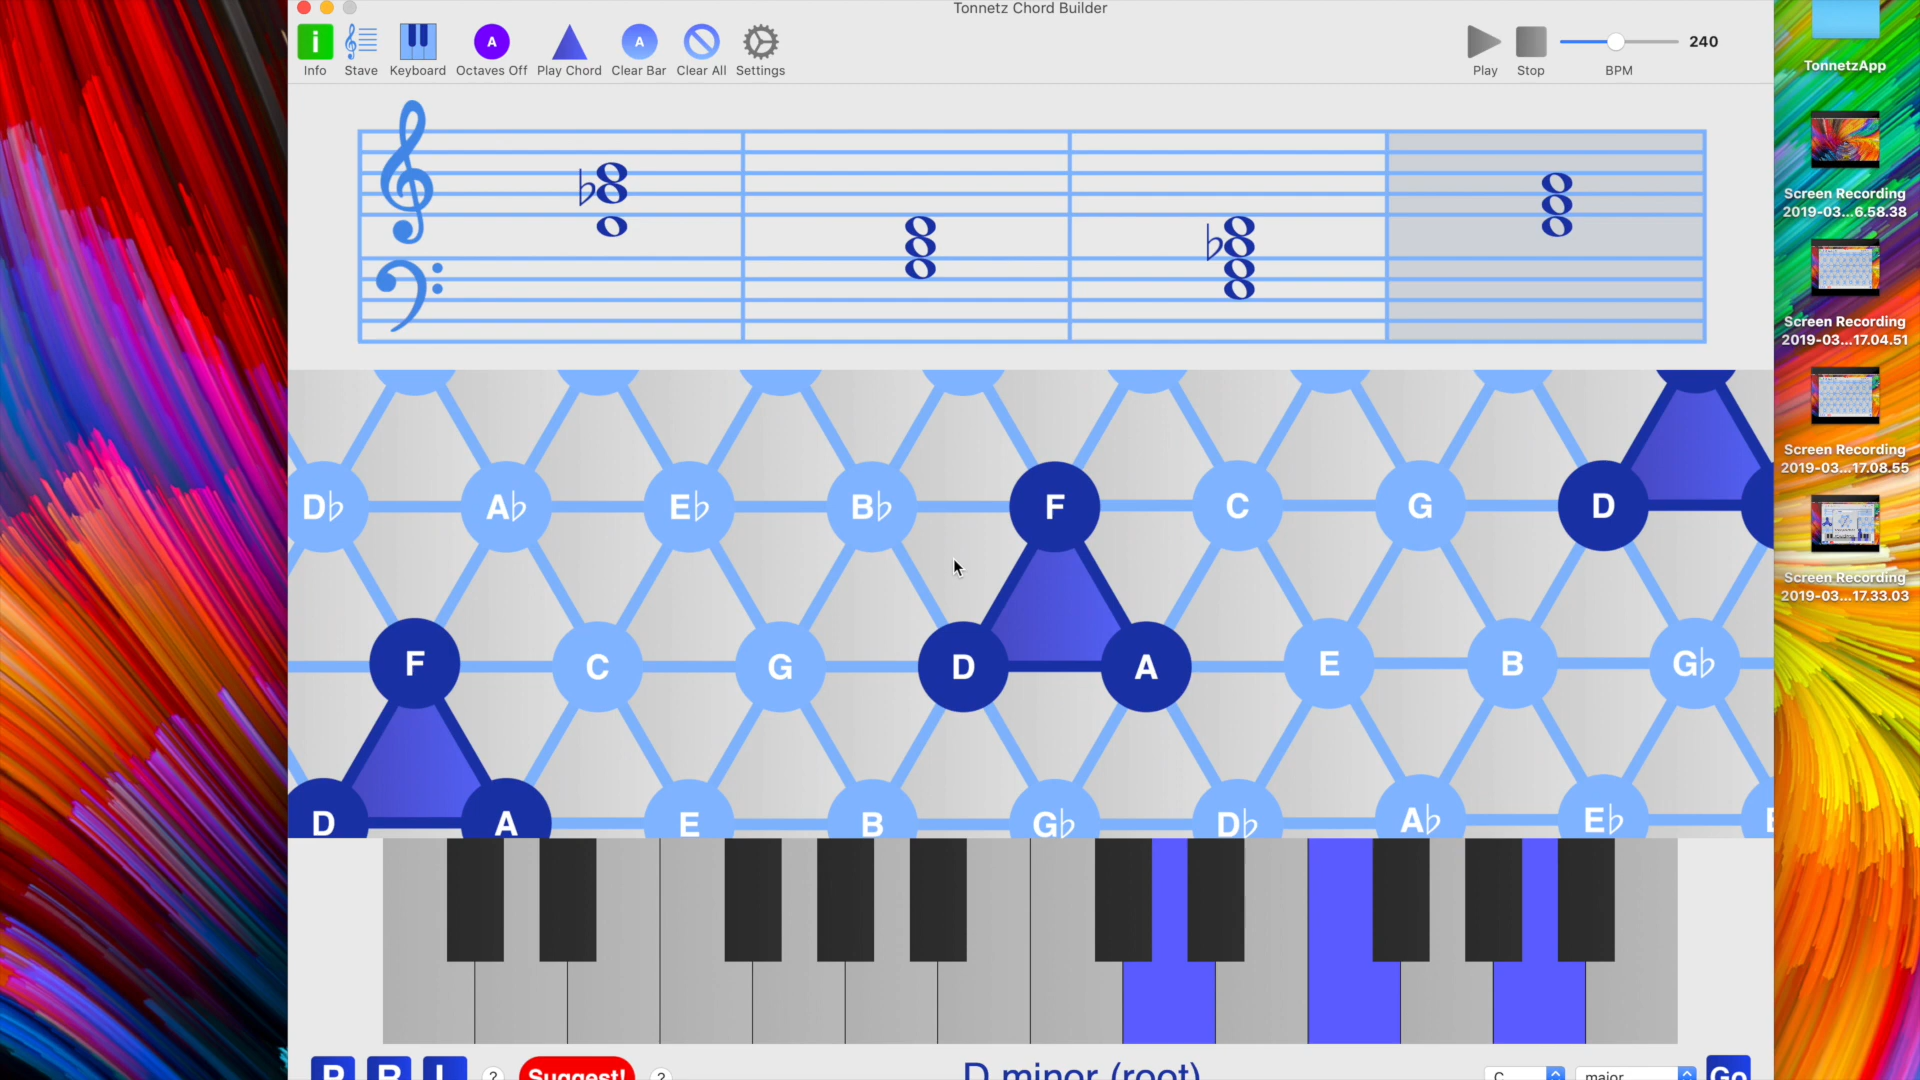 Tonnetz Chord Builder
i A A
Info Stave Keyboard Octaves Off Play Chord Clear Bar Clear All Settings
240
Play Stop BPM
TonnetzApp
Screen Recording
2019-03...6.58.38
Screen Recording
2019-03...17.04.51
Screen Recording
2019-03...17.08.55
Screen Recording
2019-03...17.33.03
D♭ A♭ E♭ B♭ F C G D
F C G D A E B G♭
D A E B G♭ D♭ A♭ E♭
P R L ? Suggest! ? D minor (root) C major Go